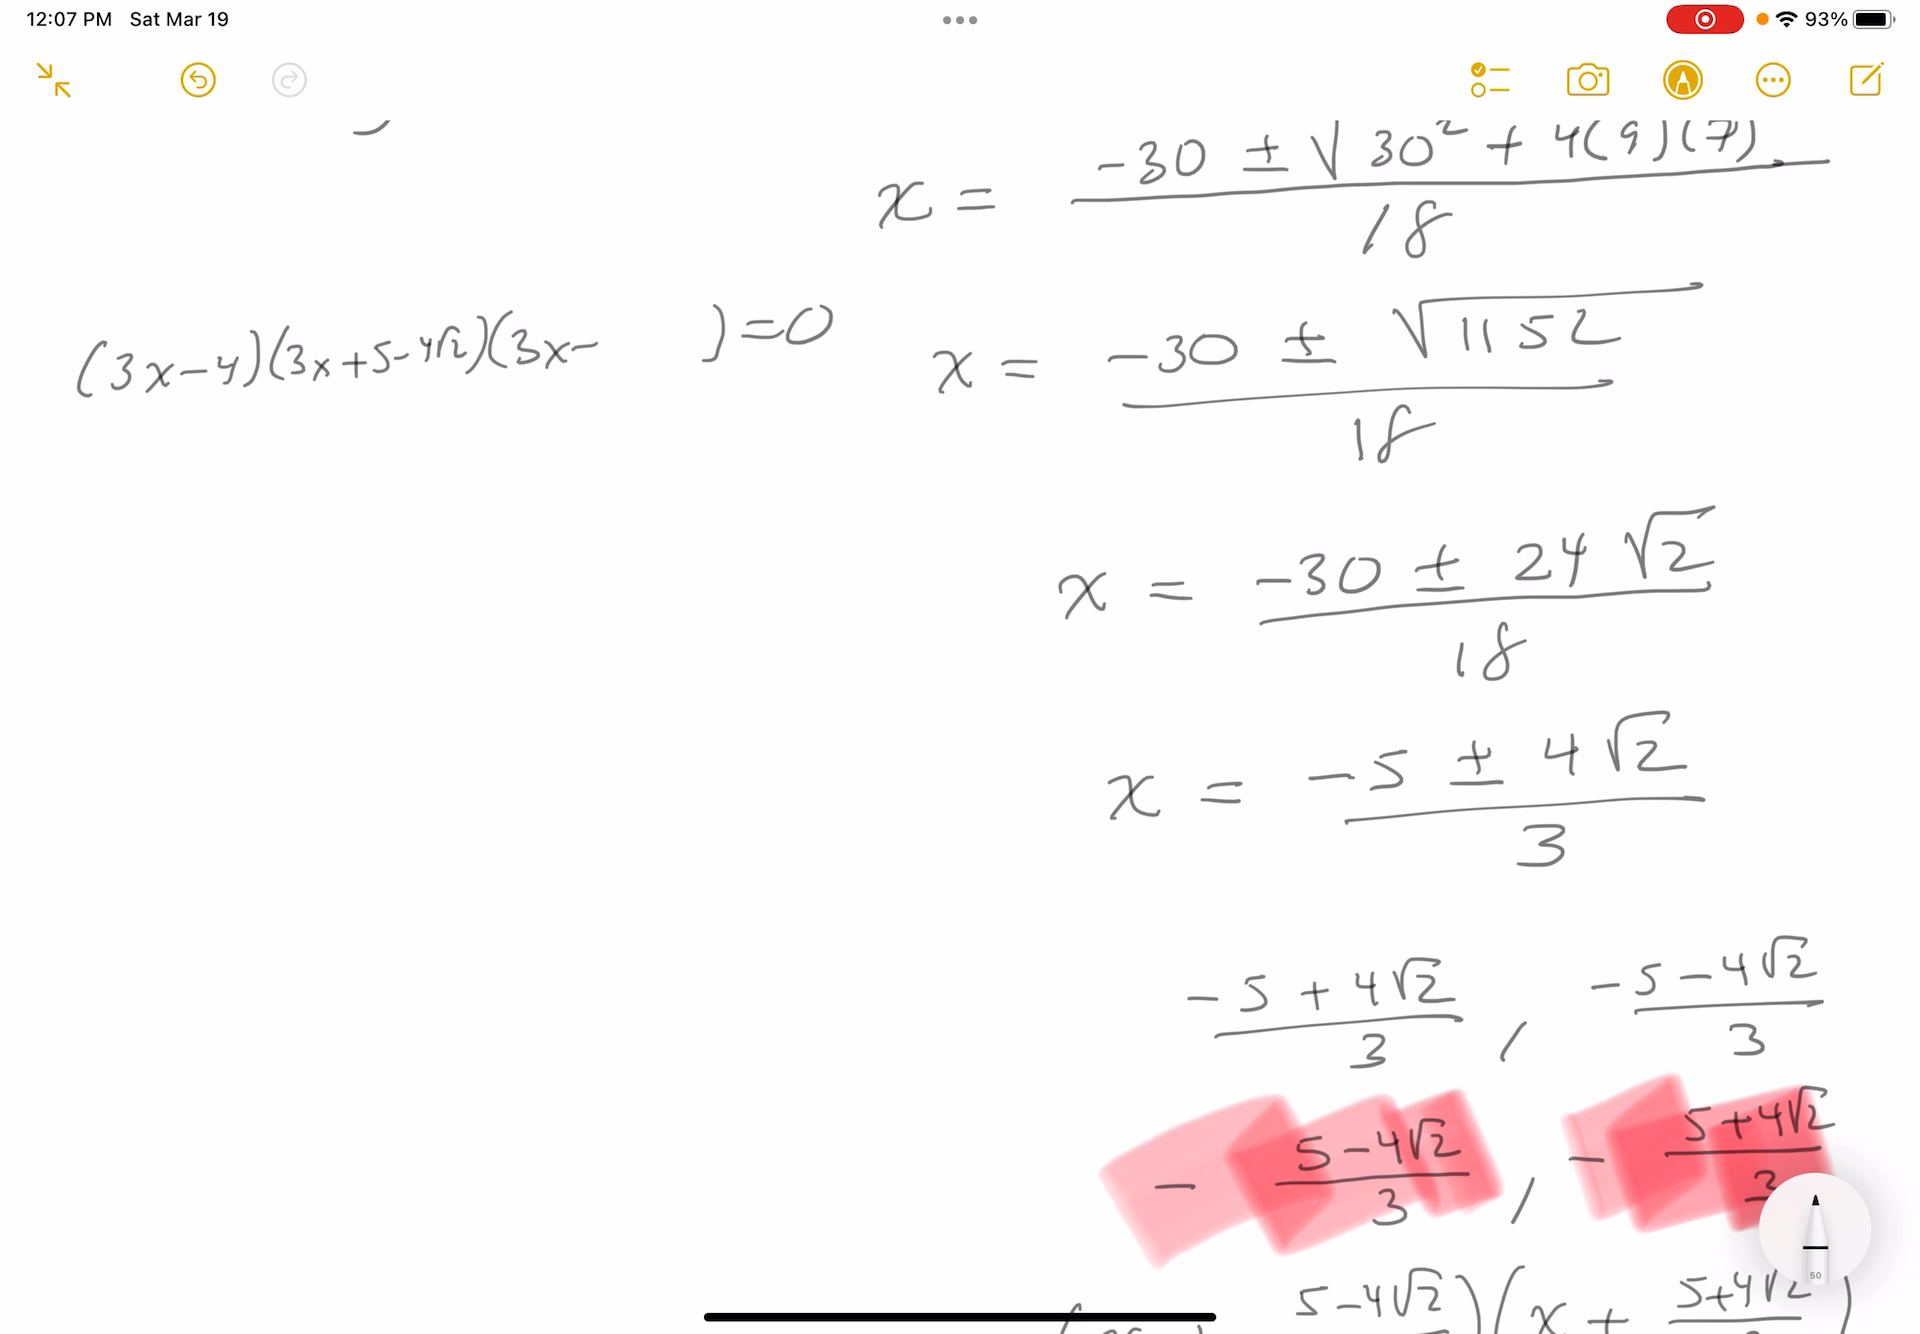 12:07 PM Sat Mar 19
93%
x = -30 ± √30² + 4(9)(7) / 18
(3x-4)(3x+5-4√2)(3x- )=0
x = -30 ± √1152 / 18
x = -30 ± 24√2 / 18
x = -5 ± 4√2 / 3
-5 + 4√2 / 3 , -5 - 4√2 / 3
- 5-4√2 / 3 , - 5+4√2 / 3
50
5-4√2 )( x + 5+4√2 )